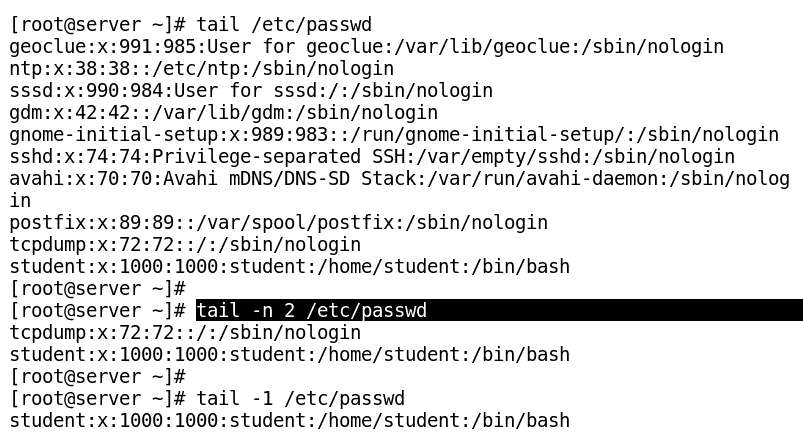 [root@server ~]# tail /etc/passwd
geoclue:x:991:985:User for geoclue:/var/lib/geoclue:/sbin/nologin
ntp:x:38:38::/etc/ntp:/sbin/nologin
sssd:x:990:984:User for sssd:/:/sbin/nologin
gdm:x:42:42::/var/lib/gdm:/sbin/nologin
gnome-initial-setup:x:989:983::/run/gnome-initial-setup/:/sbin/nologin
sshd:x:74:74:Privilege-separated SSH:/var/empty/sshd:/sbin/nologin
avahi:x:70:70:Avahi mDNS/DNS-SD Stack:/var/run/avahi-daemon:/sbin/nolog
in
postfix:x:89:89::/var/spool/postfix:/sbin/nologin
tcpdump:x:72:72::/:/sbin/nologin
student:x:1000:1000:student:/home/student:/bin/bash
[root@server ~]#
[root@server ~]# tail -n 2 /etc/passwd
tcpdump:x:72:72::/:/sbin/nologin
student:x:1000:1000:student:/home/student:/bin/bash
[root@server ~]#
[root@server ~]# tail -1 /etc/passwd
student:x:1000:1000:student:/home/student:/bin/bash